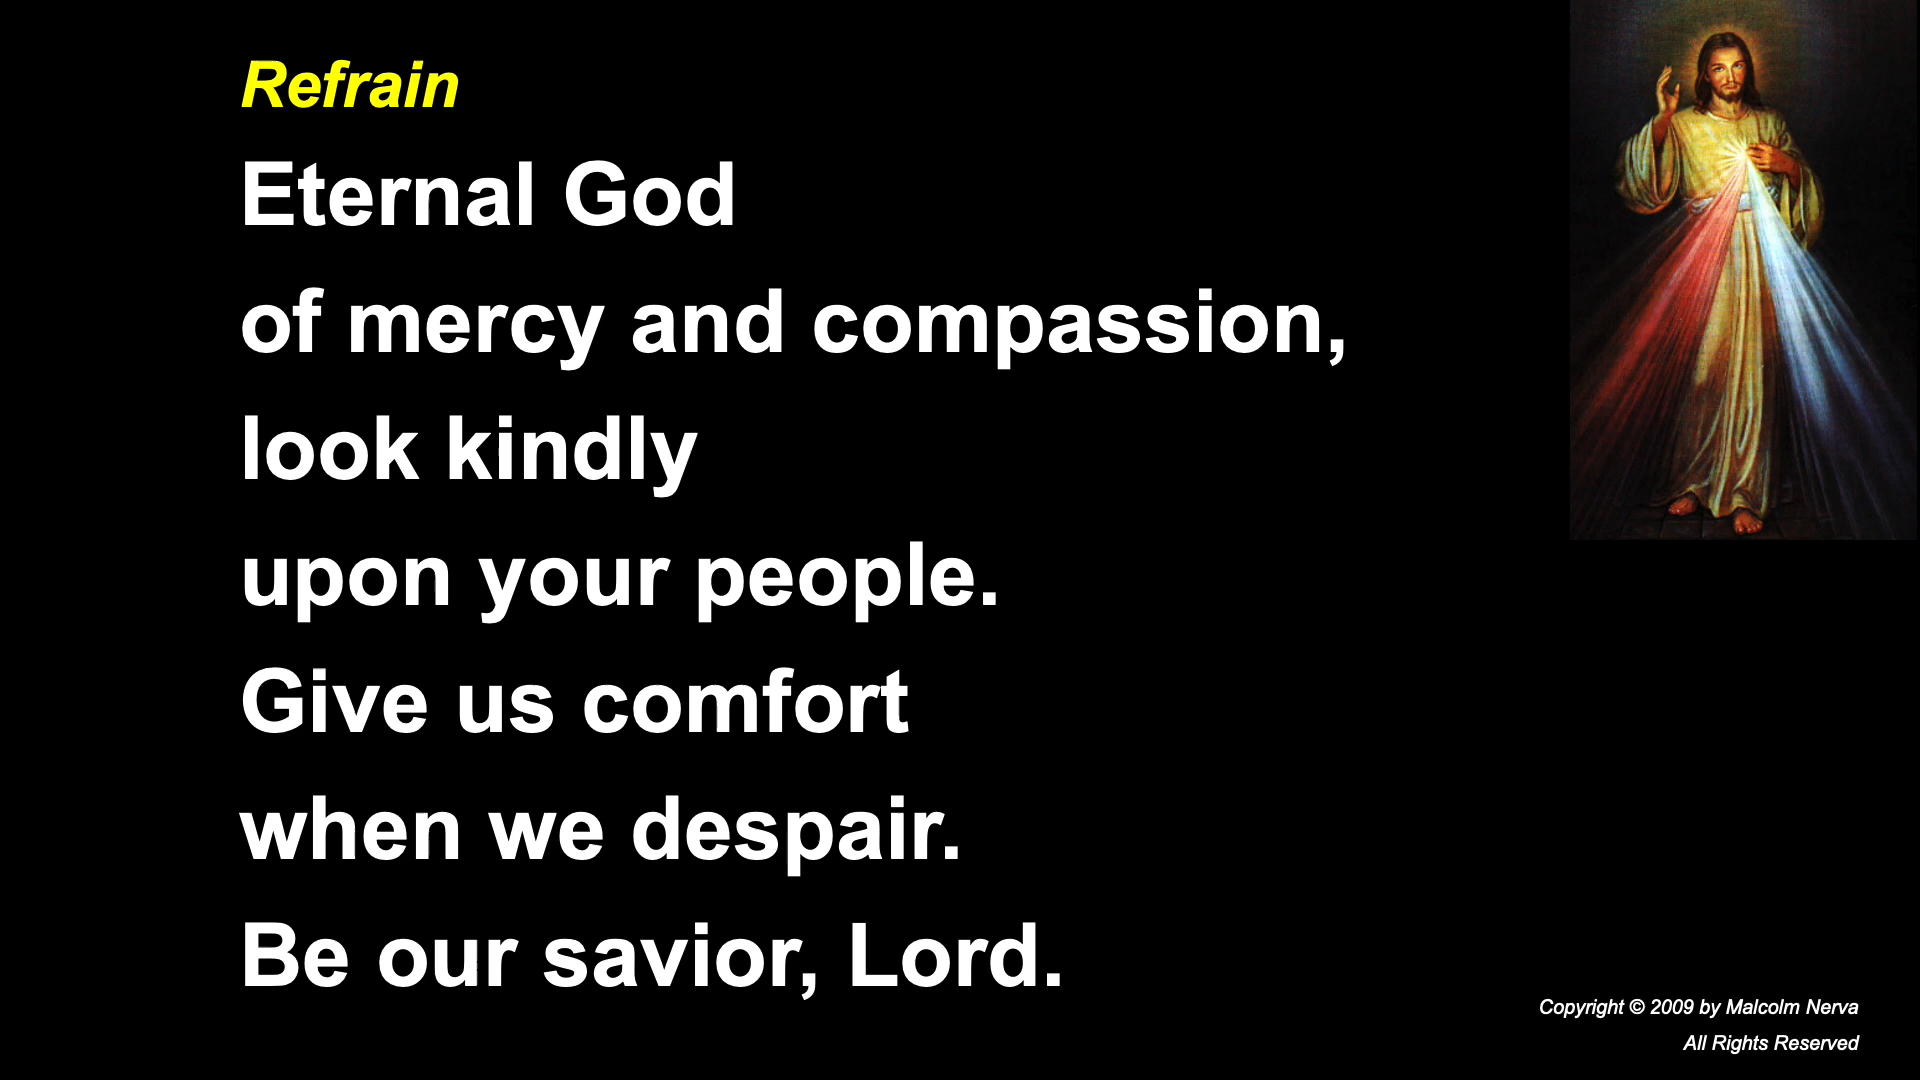 Refrain
Eternal God
of mercy and compassion,
look kindly
upon your people.
Give us comfort
when we despair.
Be our savior, Lord.
Copyright © 2009 by Malcolm Nerva
All Rights Reserved